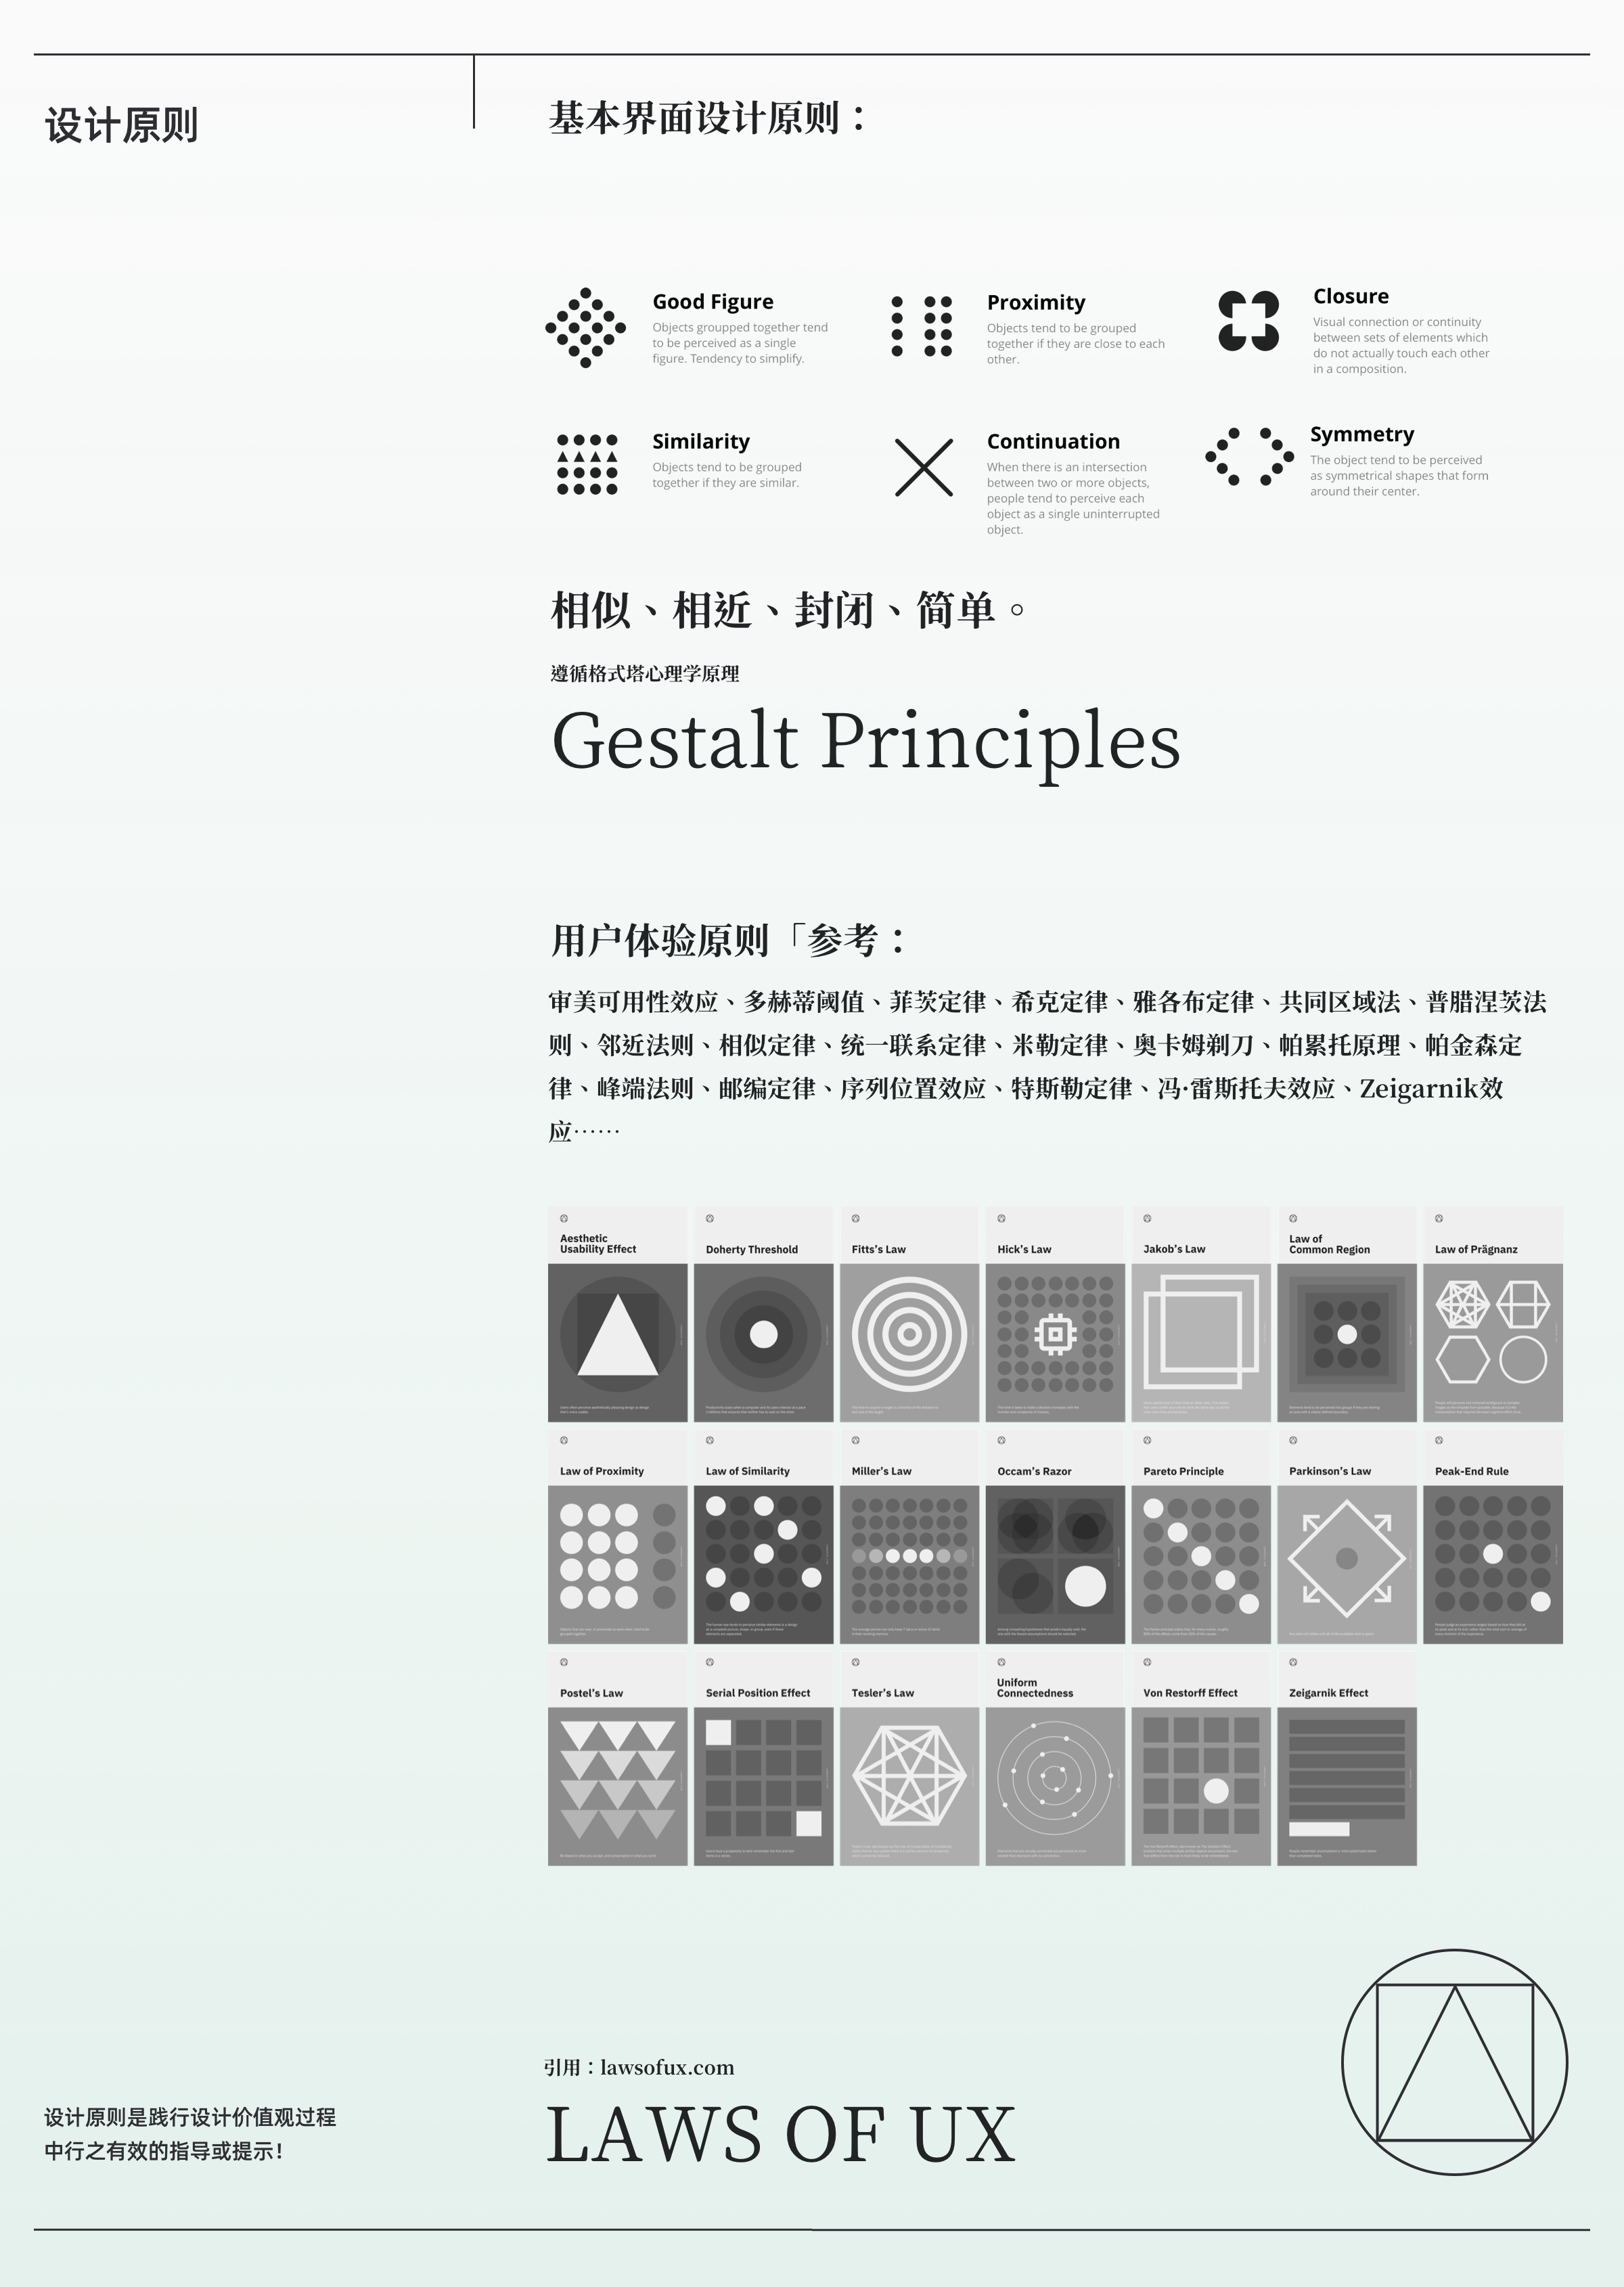 设计原则
基本界面设计原则：
Good Figure
Objects groupped together tend
to be perceived as a single
figure. Tendency to simplify.
Proximity
Objects tend to be grouped
together if they are close to each
other.
Closure
Visual connection or continuity
between sets of elements which
do not actually touch each other
in a composition.
Similarity
Objects tend to be grouped
together if they are similar.
Continuation
When there is an intersection
between two or more objects,
people tend to perceive each
object as a single uninterrupted
object.
Symmetry
The object tend to be perceived
as symmetrical shapes that form
around their center.
相似、相近、封闭、简单。
遵循格式塔心理学原理
Gestalt Principles
用户体验原则「参考：
审美可用性效应、多赫蒂阈值、菲茨定律、希克定律、雅各布定律、共同区域法、普腊涅茨法
则、邻近法则、相似定律、统一联系定律、米勒定律、奥卡姆剃刀、帕累托原理、帕金森定
律、峰端法则、邮编定律、序列位置效应、特斯勒定律、冯·雷斯托夫效应、Zeigarnik效
应……
Aesthetic
Usability Effect
Doherty Threshold
Fitts's Law
Hick's Law
Jakob's Law
Law of
Common Region
Law of Prägnanz
Law of Proximity
Law of Similarity
Miller's Law
Occam's Razor
Pareto Principle
Parkinson's Law
Peak-End Rule
Postel's Law
Serial Position Effect
Tesler's Law
Uniform
Connectedness
Von Restorff Effect
Zeigarnik Effect
引用：lawsofux.com
LAWS OF UX
设计原则是践行设计价值观过程
中行之有效的指导或提示！